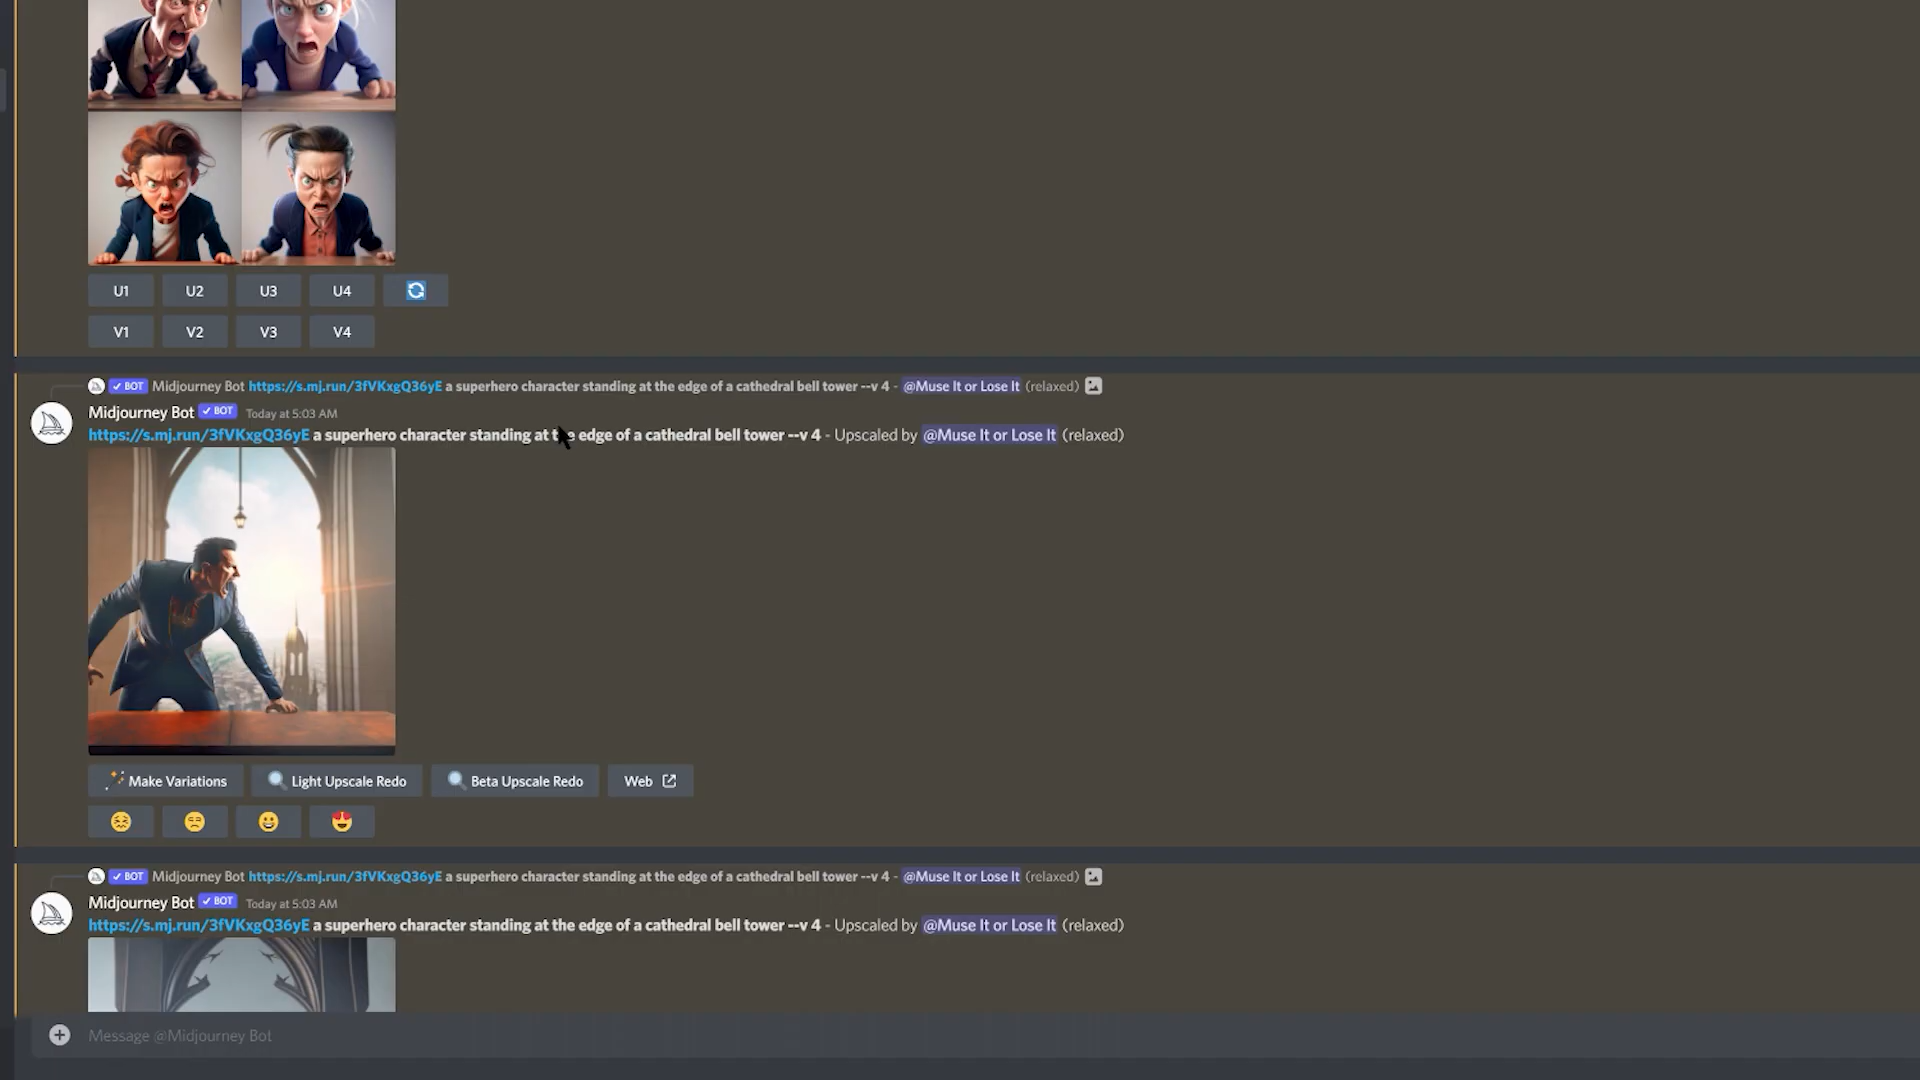 U1 U2 U3 U4
V1 V2 V3 V4
BOT Midjourney Bot https://s.mj.run/3fVKxgQ36yE a superhero character standing at the edge of a cathedral bell tower --v 4 - @Muse It or Lose It (relaxed)
Midjourney Bot BOT Today at 5:03 AM
https://s.mj.run/3fVKxgQ36yE a superhero character standing at the edge of a cathedral bell tower --v 4 - Upscaled by @Muse It or Lose It (relaxed)
Make Variations Light Upscale Redo Beta Upscale Redo Web
BOT Midjourney Bot https://s.mj.run/3fVKxgQ36yE a superhero character standing at the edge of a cathedral bell tower --v 4 - @Muse It or Lose It (relaxed)
Midjourney Bot BOT Today at 5:03 AM
https://s.mj.run/3fVKxgQ36yE a superhero character standing at the edge of a cathedral bell tower --v 4 - Upscaled by @Muse It or Lose It (relaxed)
Message @Midjourney Bot